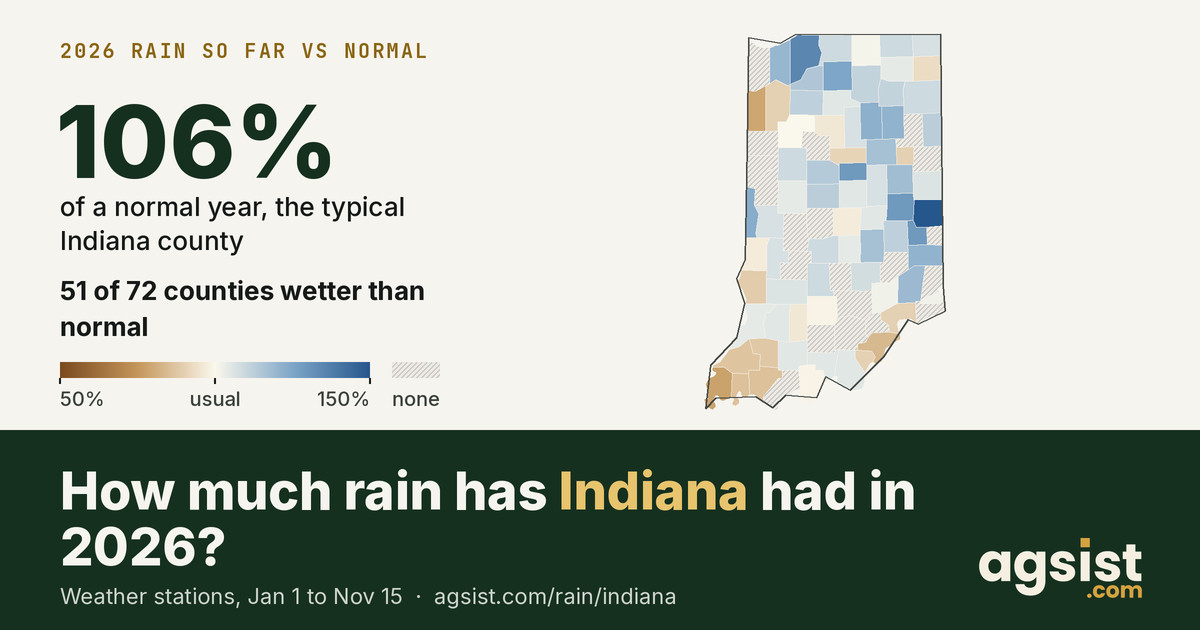 2026 RAIN SO FAR VS NORMAL
106%
of a normal year, the typical
Indiana county
51 of 72 counties wetter than
normal
50% usual 150% none
How much rain has Indiana had in
2026?
Weather stations, Jan 1 to Nov 15 · agsist.com/rain/indiana
agsist
.com